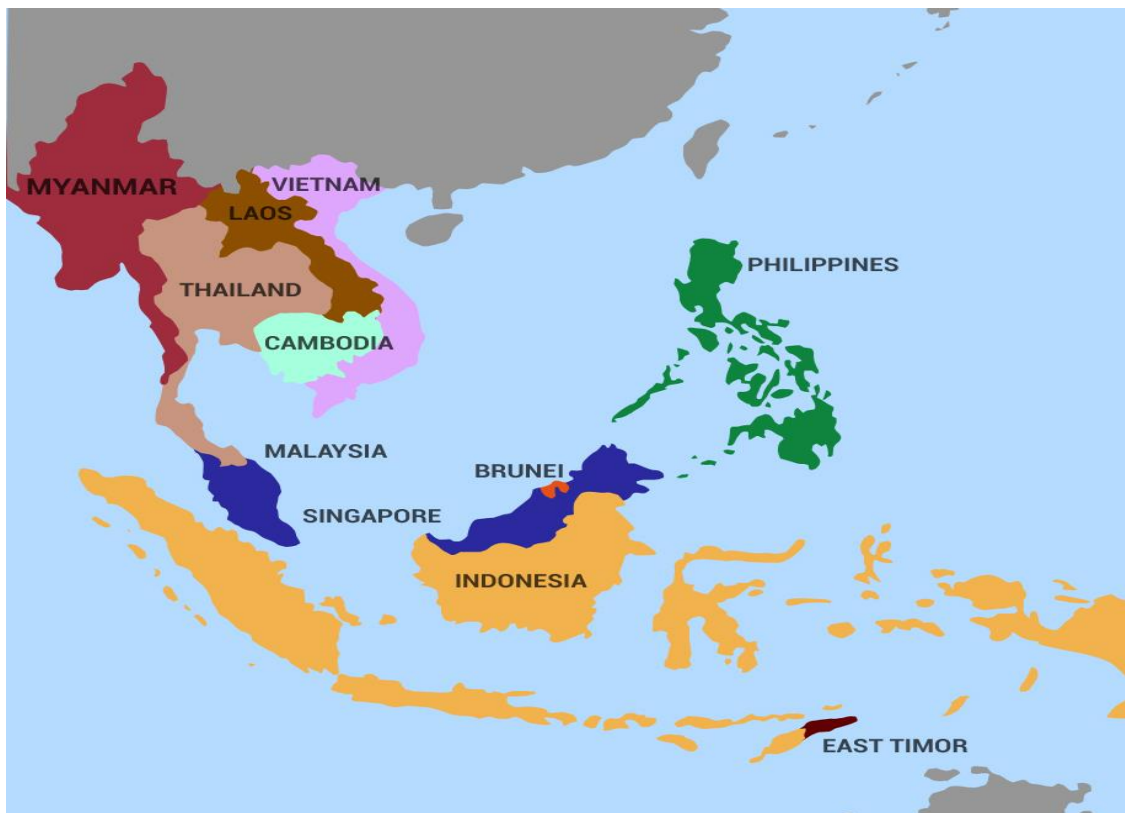 MYANMAR
VIETNAM
LAOS
PHILIPPINES
THAILAND
CAMBODIA
MALAYSIA
BRUNEI
SINGAPORE
INDONESIA
EAST TIMOR